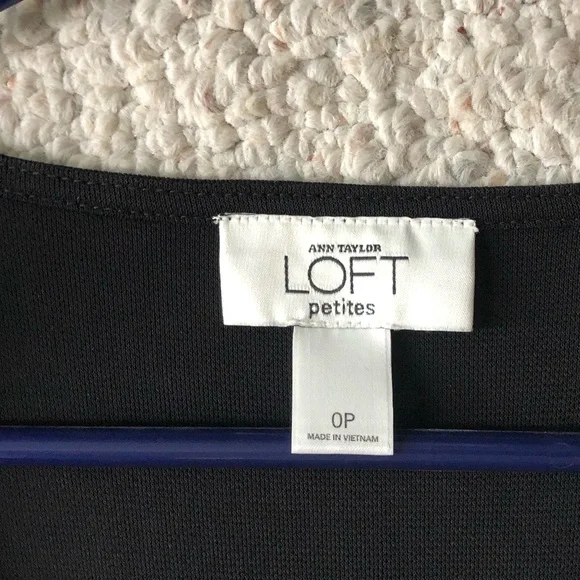 ANN TAYLOR
LOFT
petites
0P
MADE IN VIETNAM